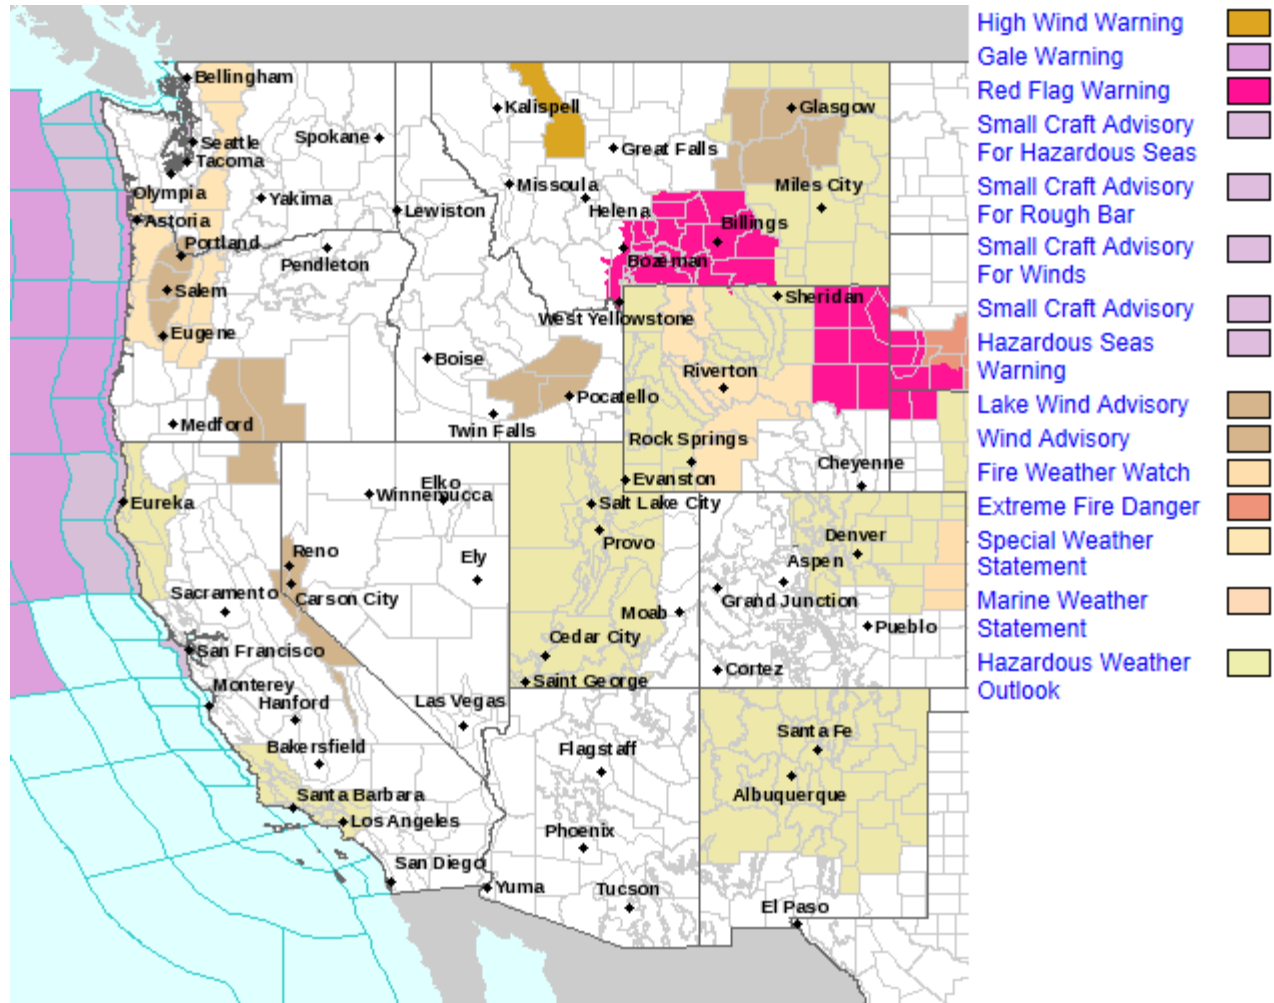 High Wind Warning
Gale Warning
Red Flag Warning
Small Craft Advisory
For Hazardous Seas
Small Craft Advisory
For Rough Bar
Small Craft Advisory
For Winds
Small Craft Advisory
Hazardous Seas
Warning
Lake Wind Advisory
Wind Advisory
Fire Weather Watch
Extreme Fire Danger
Special Weather
Statement
Marine Weather
Statement
Hazardous Weather
Outlook
Bellingham
Kalispell
Glasgow
Spokane
Seattle
Great Falls
Tacoma
Missoula
Miles City
Olympia
Yakima
Lewiston
Helena
Astoria
Billings
Portland
Pendleton
Bozeman
Salem
Sheridan
West Yellowstone
Eugene
Boise
Riverton
Pocatello
Medford
Twin Falls
Rock Springs
Cheyenne
Elko
Evanston
Winnemucca
Eureka
Salt Lake City
Denver
Provo
Reno
Ely
Aspen
Sacramento
Carson City
Grand Junction
Moab
Pueblo
Cedar City
San Francisco
Cortez
Saint George
Monterey
Hanford
Las Vegas
Santa Fe
Bakersfield
Flagstaff
Santa Barbara
Albuquerque
Los Angeles
Phoenix
San Diego
Yuma
Tucson
El Paso